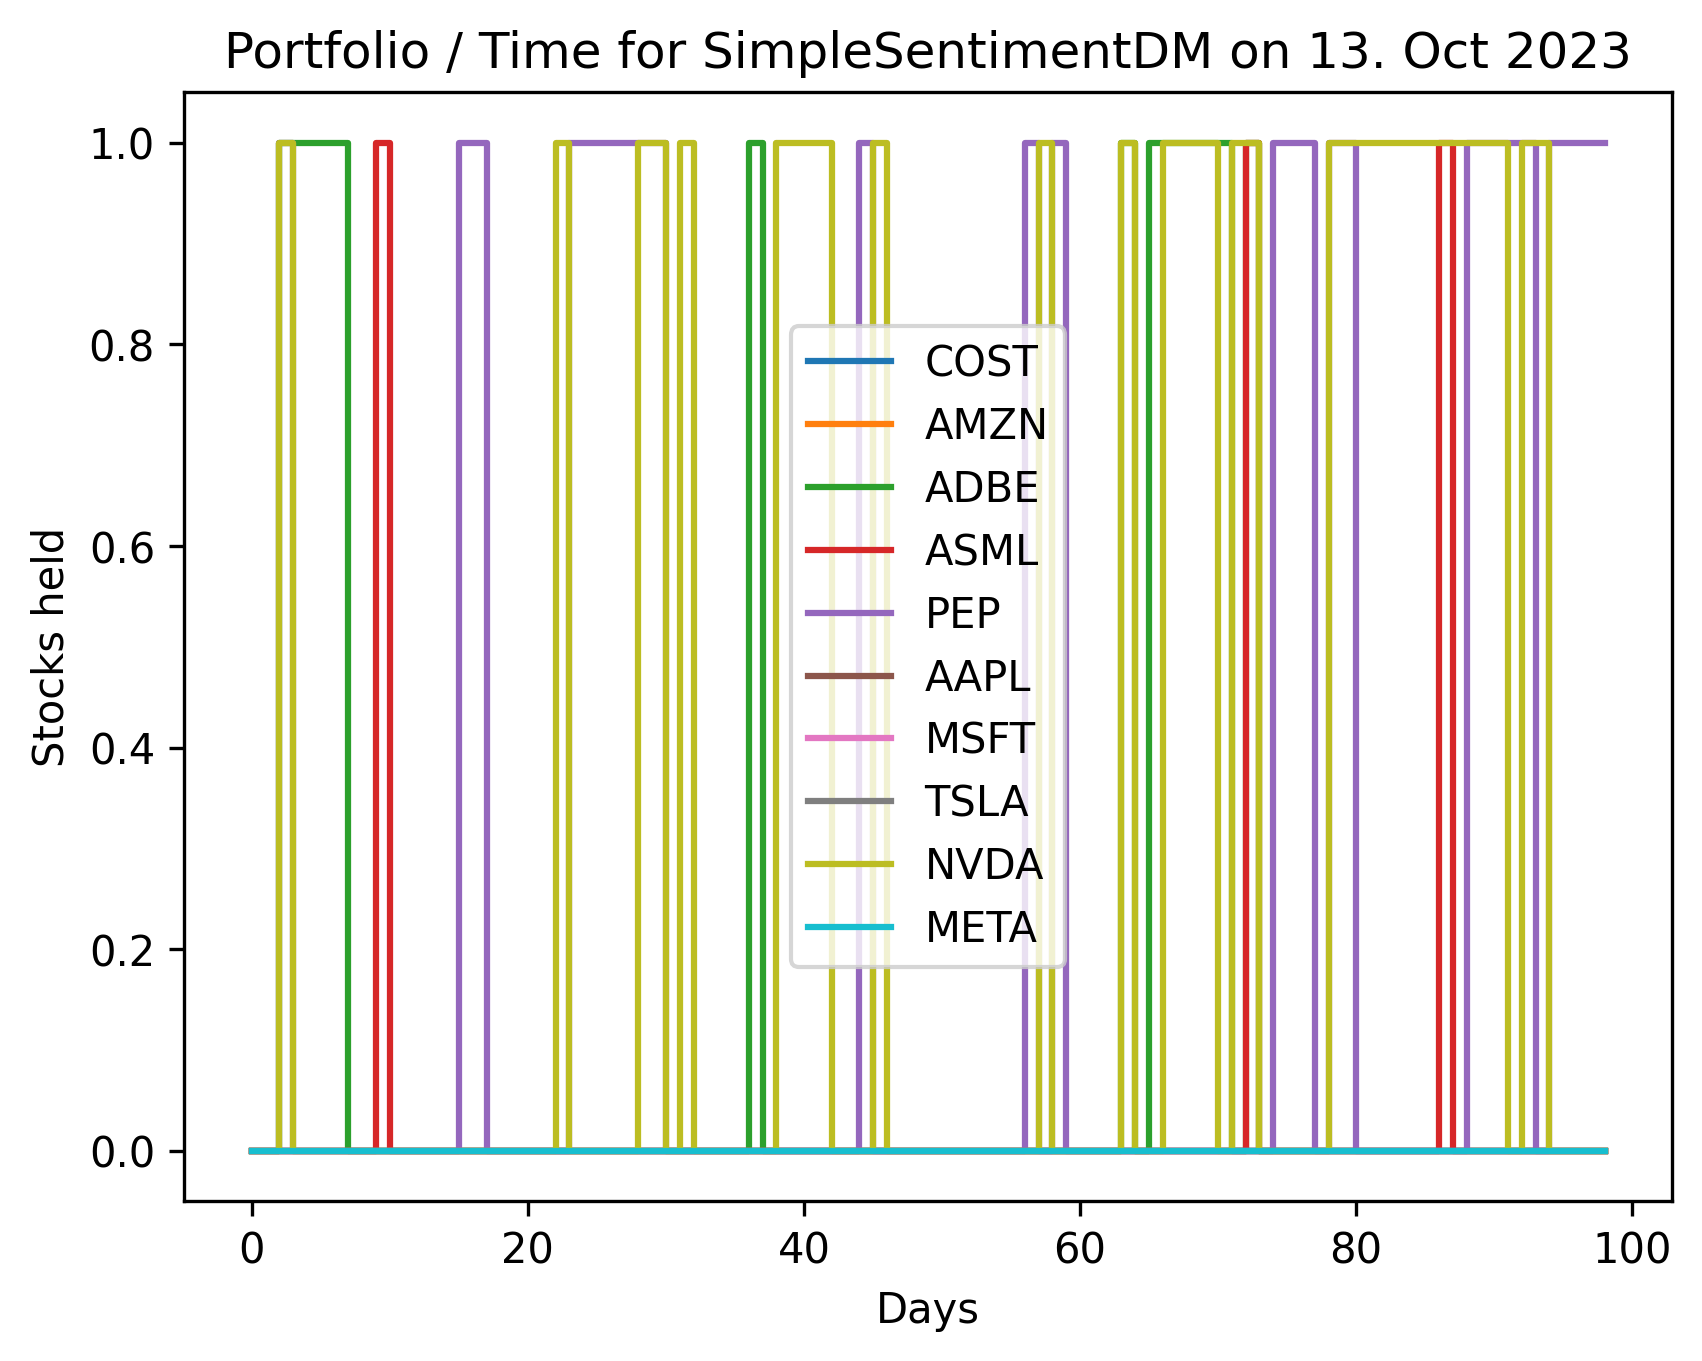 Portfolio / Time for SimpleSentimentDM on 13. Oct 2023
1.0
0.8
0.6
0.4
0.2
0.0
Stocks held
COST
AMZN
ADBE
ASML
PEP
AAPL
MSFT
TSLA
NVDA
META
0 20 40 60 80 100
Days